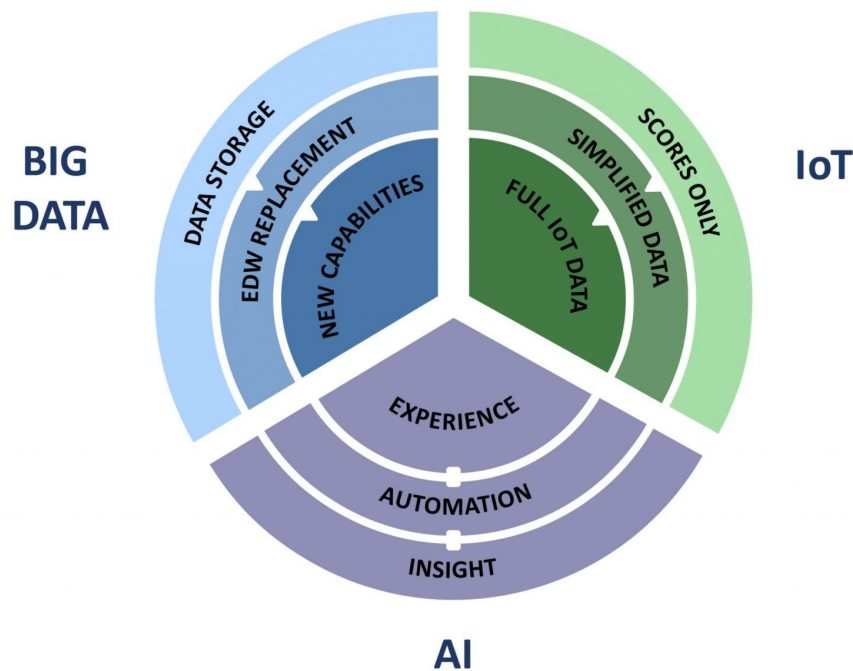 BIG
DATA
DATA STORAGE
EDW REPLACEMENT
NEW CAPABILITIES
IoT
SCORES ONLY
SIMPLIFIED DATA
FULL IoT DATA
EXPERIENCE
AUTOMATION
INSIGHT
AI